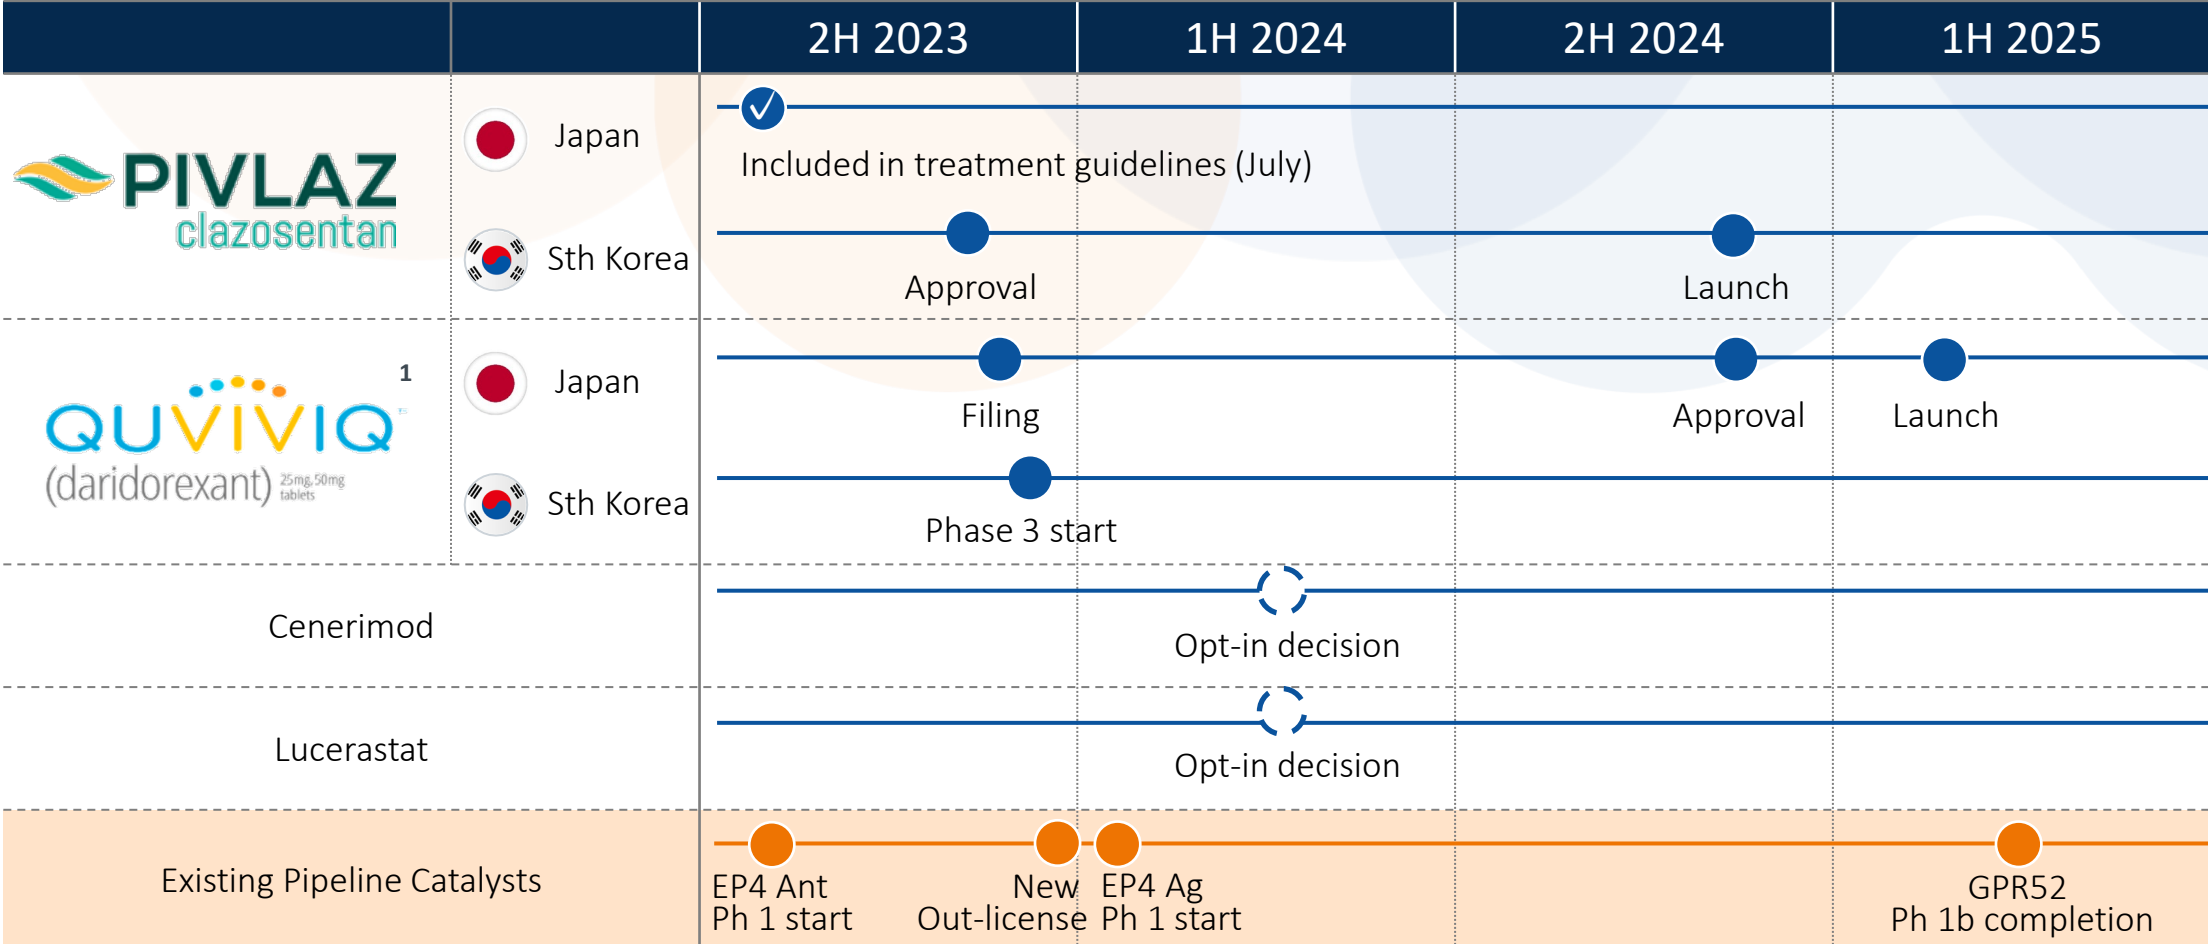 2H 2023
1H 2024
2H 2024
1H 2025
PIVLAZ
clazosentan
Japan
Included in treatment guidelines (July)
Sth Korea
Approval
Launch
QUVIVIQ
1
(daridorexant) 25mg, 50mg
tablets
Japan
Filing
Approval
Launch
Sth Korea
Phase 3 start
Cenerimod
Opt-in decision
Lucerastat
Opt-in decision
Existing Pipeline Catalysts
EP4 Ant
Ph 1 start
New
Out-license
EP4 Ag
Ph 1 start
GPR52
Ph 1b completion